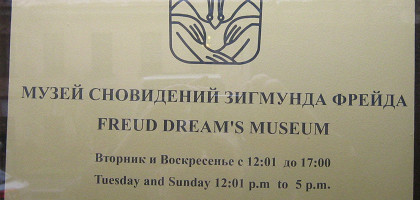 МУЗЕЙ СНОВИДЕНИЙ ЗИГМУНДА ФРЕЙДА
FREUD DREAM'S MUSEUM
Вторник и Воскресенье с 12:01 до 17:00
Tuesday and Sunday 12:01 p.m to 5 p.m.